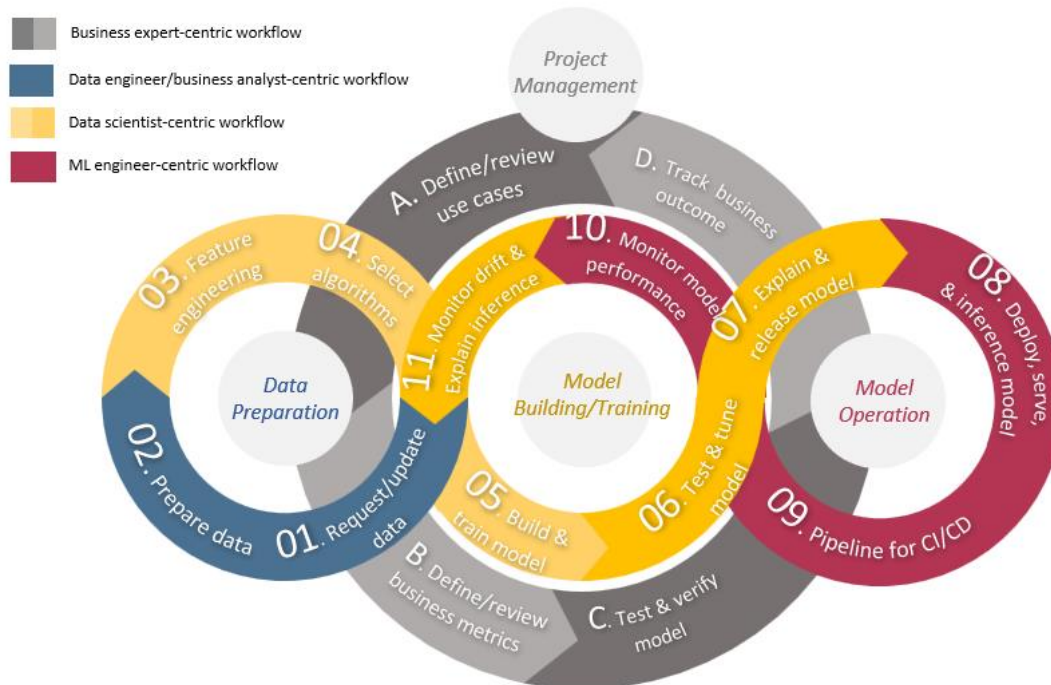 Business expert-centric workflow
Data engineer/business analyst-centric workflow
Data scientist-centric workflow
ML engineer-centric workflow
Project
Management
A. Define/review
use cases
D. Track business
outcome
03. Feature
engineering
04. Select
algorithms
11. Monitor drift &
Explain inference
10. Monitor model
performance
07. Explain &
release model
08. Deploy, serve,
& inference model
Data
Preparation
Model
Building/Training
Model
Operation
02. Prepare data
01. Request/update
data
05. Build &
train model
06. Test & tune
model
09. Pipeline for CI/CD
B. Define/review
business metrics
C. Test & verify
model